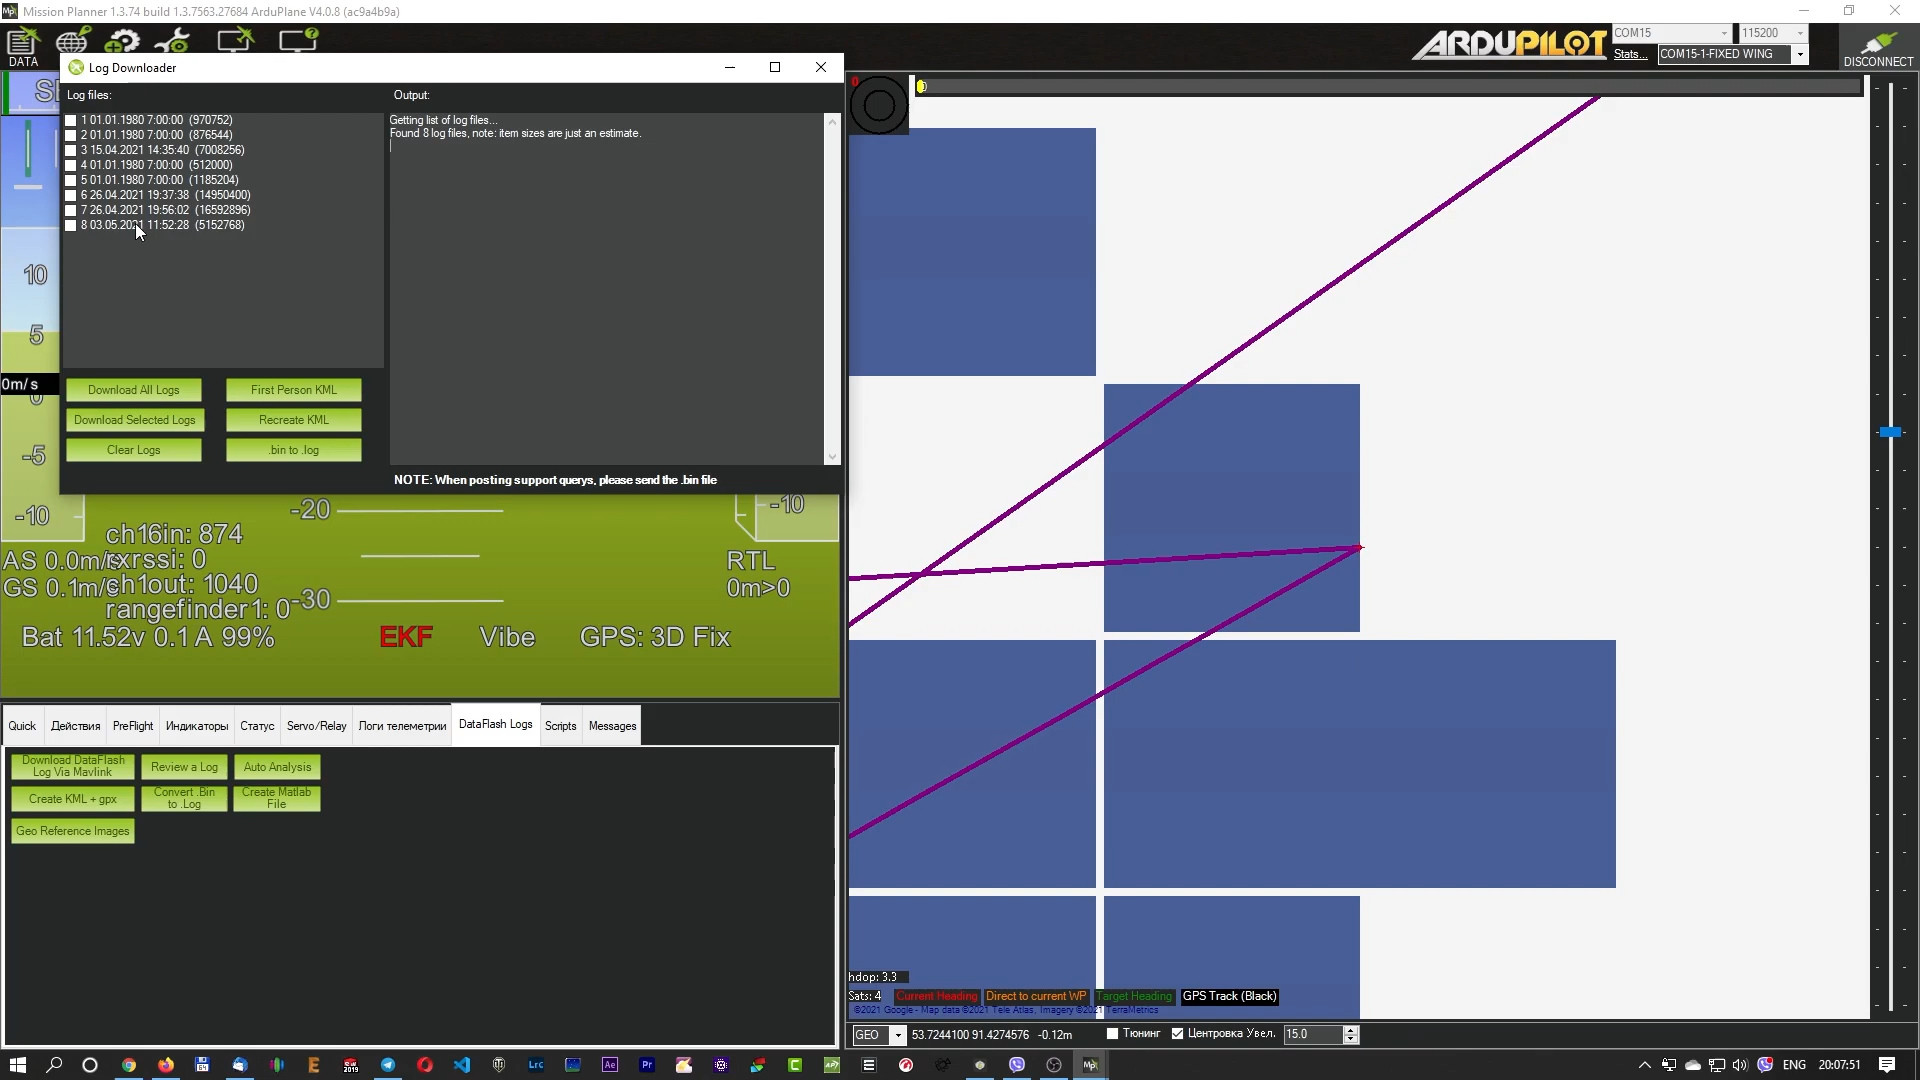 Mission Planner 1.3.74 build 1.3.7563.27684 ArduPlane V4.0.8 (ac9a4b9a)
DATA
ARDUPILOT
COM15
115200
Stats...
COM15-1-FIXED WING
DISCONNECT
Log Downloader
Log files:
Output:
1 01.01.1980 7:00:00 (970752)
2 01.01.1980 7:00:00 (876544)
3 15.04.2021 14:35:40 (7008256)
4 01.01.1980 7:00:00 (512000)
5 01.01.1980 7:00:00 (1185204)
6 26.04.2021 19:37:38 (14950400)
7 26.04.2021 19:56:02 (16592896)
8 03.05.2021 11:52:28 (5152768)
Getting list of log files...
Found 8 log files, note: item sizes are just an estimate.
Download All Logs
First Person KML
Download Selected Logs
Recreate KML
Clear Logs
.bin to .log
NOTE: When posting support querys, please send the .bin file
10
5
0m/s
0
-5
-10
-20
-10
-30
ch16in: 874
AS 0.0m/s
rxrssi: 0
GS 0.1m/s
ch1out: 1040
rangefinder1: 0
RTL
0m>0
Bat 11.52v 0.1 A 99%
EKF
Vibe
GPS: 3D Fix
Quick
Действия
PreFlight
Индикаторы
Статус
Servo/Relay
Логи телеметрии
DataFlash Logs
Scripts
Messages
Download DataFlash
Log Via Mavlink
Review a Log
Auto Analysis
Create KML + gpx
Convert .Bin
to .Log
Create Matlab
File
Geo Reference Images
0
hdop: 3.3
Sats: 4
Current Heading
Direct to current WP
Target Heading
GPS Track (Black)
©2021 Google - Map data ©2021 Tele Atlas, Imagery ©2021 TerraMetrics
GEO
53.7244100 91.4274576 -0.12m
Тюнинг
Центровка
Увел.
15.0
ENG
20:07:51